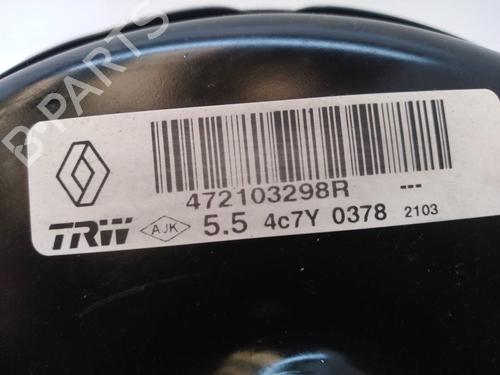 B-PARTS
472103298R ---
TRW AJK 5.5 4c7Y 0378 2103